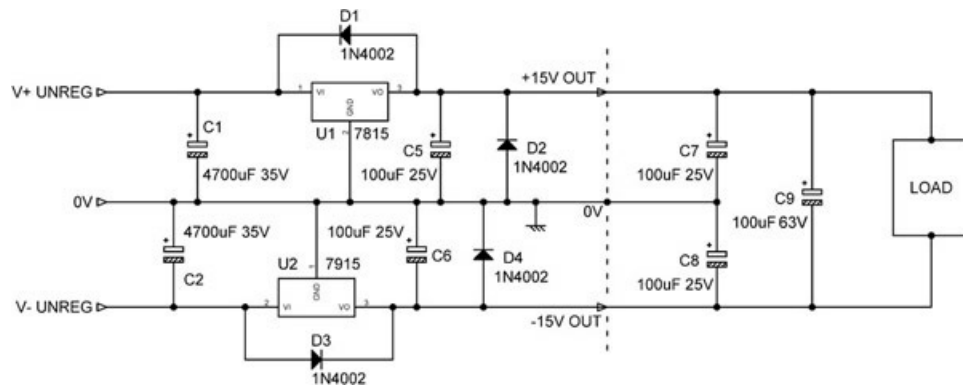 D1
1N4002
V+ UNREG
1
VI
VO
3
GND
2
U1
7815
+15V OUT
+
C1
4700uF 35V
+
C5
100uF 25V
D2
1N4002
+
C7
100uF 25V
LOAD
0V
0V
+
C9
100uF 63V
4700uF 35V
+
C2
U2
1
7915
GND
2
VI
VO
3
100uF 25V
+
C6
D4
1N4002
+
C8
100uF 25V
V- UNREG
-15V OUT
D3
1N4002